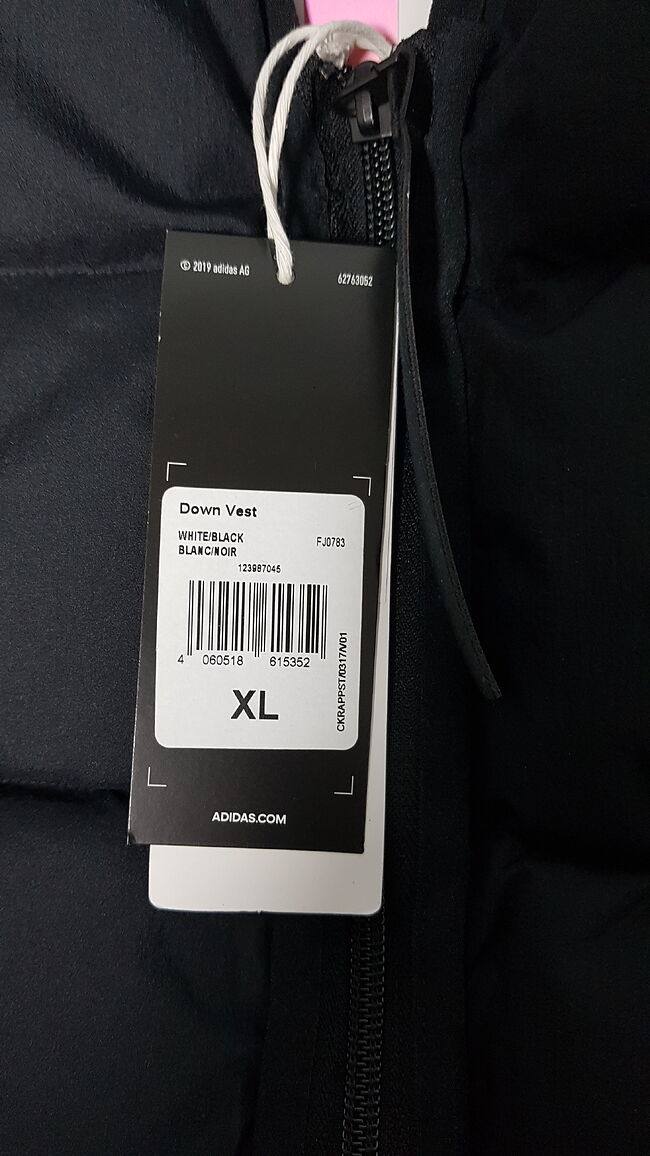 © 2019 adidas AG
62763052
Down Vest
WHITE/BLACK
BLANC/NOIR
FJ0783
123987045
4 060518 615352
XL
CKRAPPST/0317/V01
ADIDAS.COM